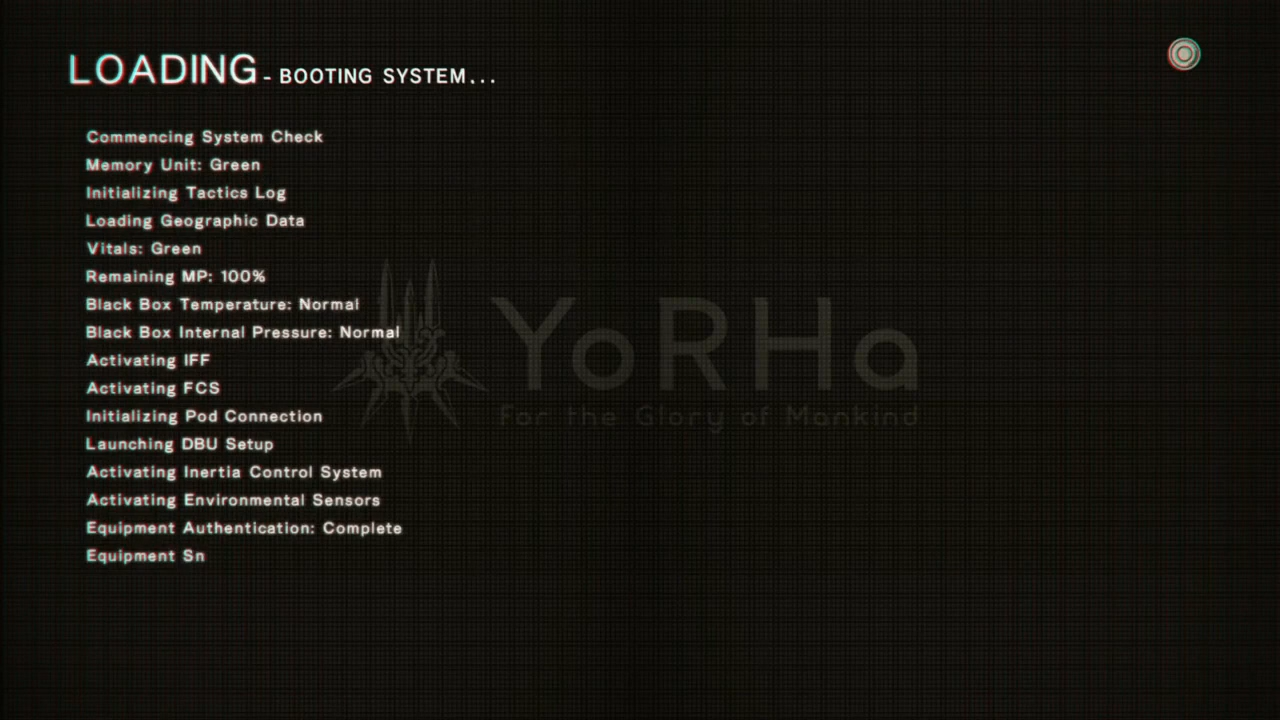 LOADING - BOOTING SYSTEM...
Commencing System Check
Memory Unit: Green
Initializing Tactics Log
Loading Geographic Data
Vitals: Green
Remaining MP: 100%
Black Box Temperature: Normal
Black Box Internal Pressure: Normal
Activating IFF
Activating FCS
Initializing Pod Connection
Launching DBU Setup
Activating Inertia Control System
Activating Environmental Sensors
Equipment Authentication: Complete
Equipment Sn
YoRHa
For the Glory of Mankind